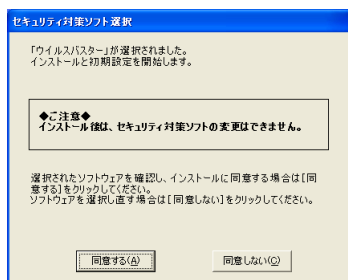 セキュリティ対策ソフト選択
「ウイルスバスター」が選択されました。
インストールと初期設定を開始します。
◆ご注意◆
インストール後は、セキュリティ対策ソフトの変更はできません。
選択されたソフトウェアを確認し、インストールに同意する場合は[同
意する]をクリックしてください。
ソフトウェアを選択し直す場合は[同意しない]をクリックしてください。
同意する(A)
同意しない(O)